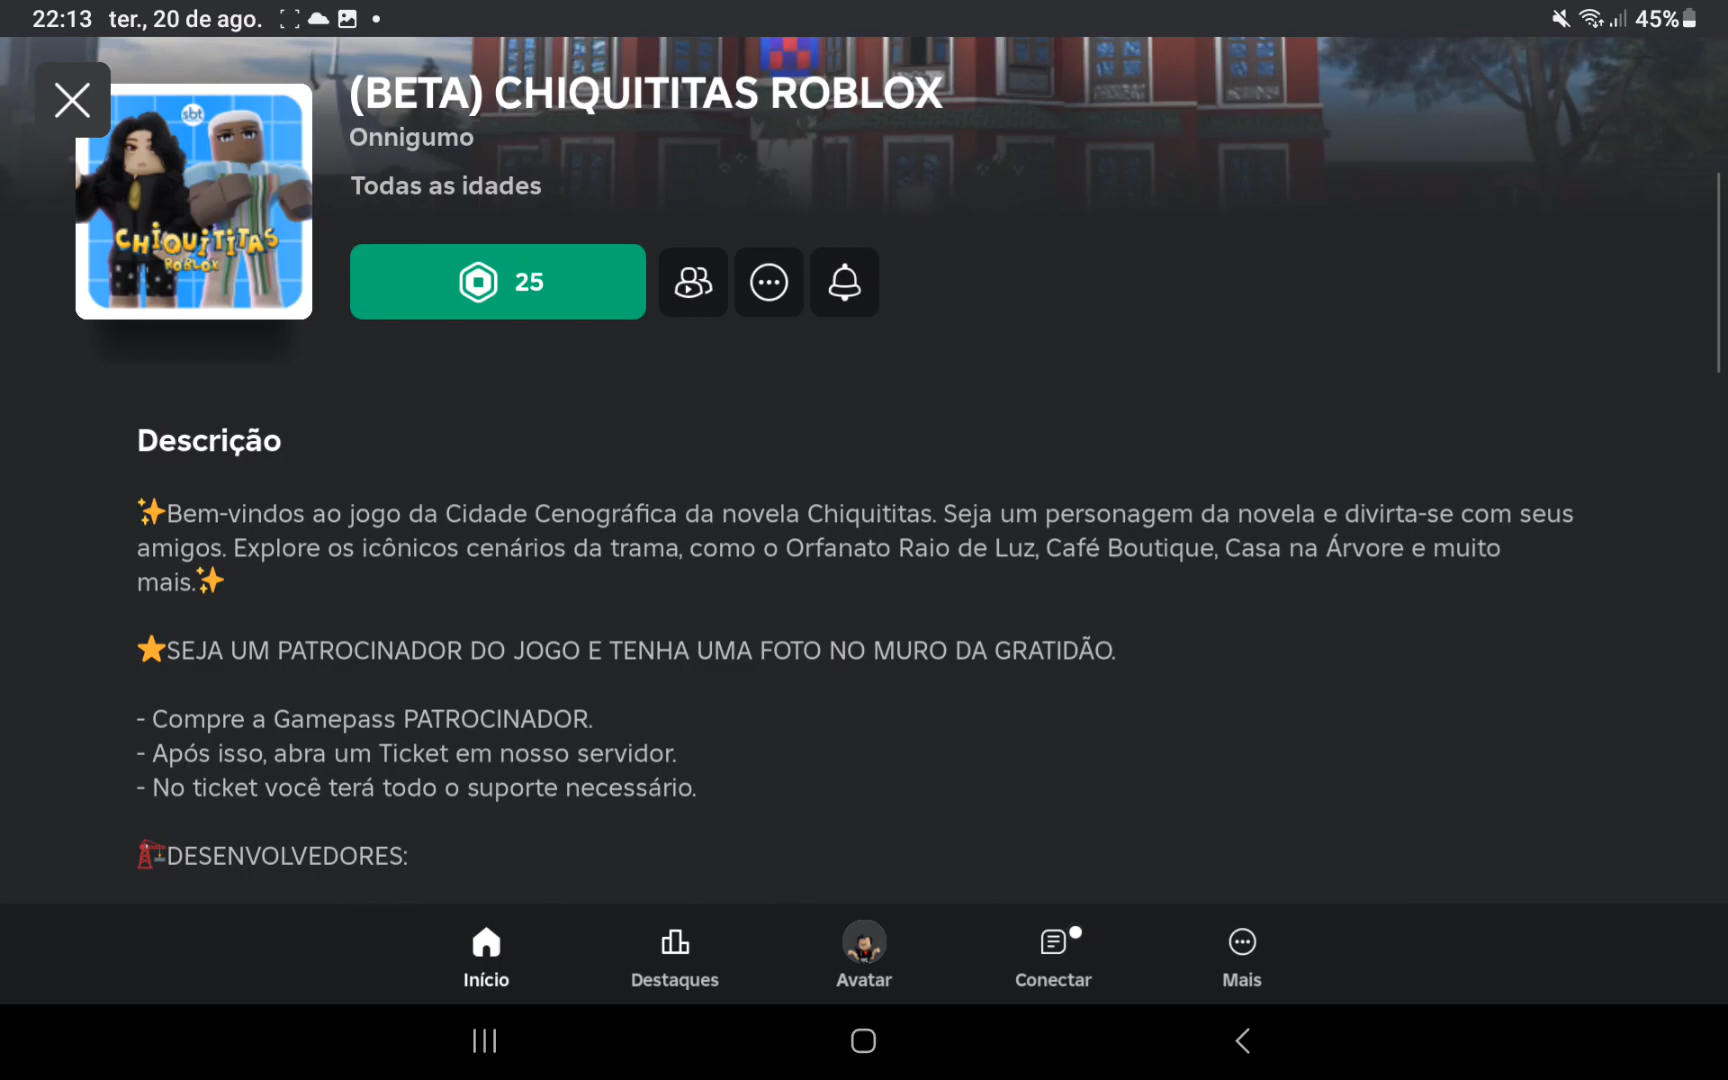 22:13 ter., 20 de ago.
45%
(BETA) CHIQUITITAS ROBLOX
Onnigumo
Todas as idades
sbt
CHIQUITITAS
ROBLOX
25
Descrição
✨Bem-vindos ao jogo da Cidade Cenográfica da novela Chiquititas. Seja um personagem da novela e divirta-se com seus
amigos. Explore os icônicos cenários da trama, como o Orfanato Raio de Luz, Café Boutique, Casa na Árvore e muito
mais.✨
⭐SEJA UM PATROCINADOR DO JOGO E TENHA UMA FOTO NO MURO DA GRATIDÃO.
- Compre a Gamepass PATROCINADOR.
- Após isso, abra um Ticket em nosso servidor.
- No ticket você terá todo o suporte necessário.
🏗️DESENVOLVEDORES:
Início
Destaques
Avatar
Conectar
Mais